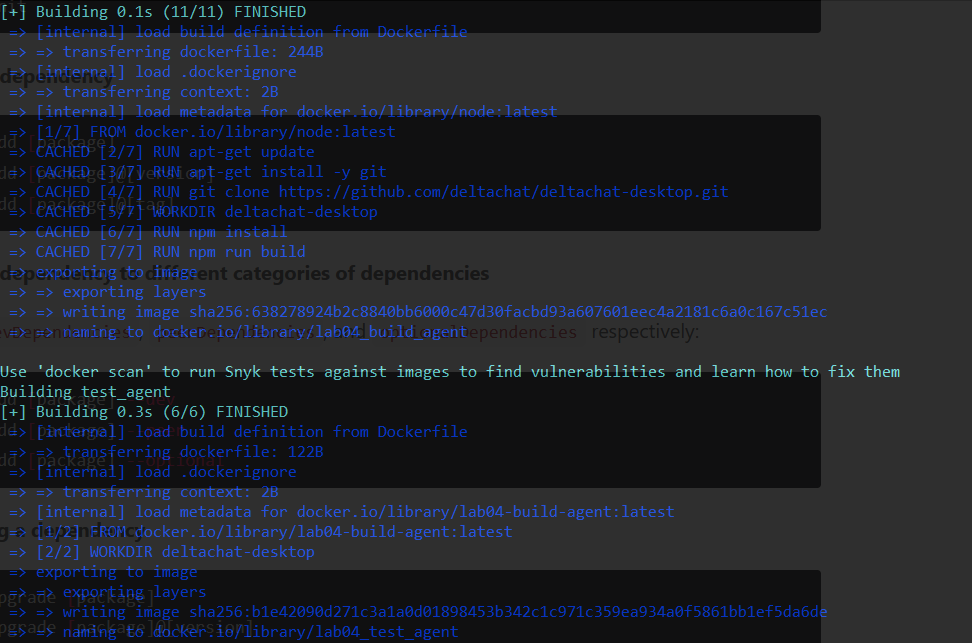 [+] Building 0.1s (11/11) FINISHED
=> [internal] load build definition from Dockerfile
=> => transferring dockerfile: 244B
=> [internal] load .dockerignore
=> => transferring context: 2B
=> [internal] load metadata for docker.io/library/node:latest
=> [1/7] FROM docker.io/library/node:latest
=> CACHED [2/7] RUN apt-get update
=> CACHED [3/7] RUN apt-get install -y git
=> CACHED [4/7] RUN git clone https://github.com/deltachat/deltachat-desktop.git
=> CACHED [5/7] WORKDIR deltachat-desktop
=> CACHED [6/7] RUN npm install
=> CACHED [7/7] RUN npm run build
=> exporting to image
dependency to different categories of dependencies
=> => exporting layers
=> => writing image sha256:638278924b2c8840bb6000c47d30facbd93a607601eec4a2181c6a0c167c51ec
=> => naming to docker.io/library/lab04_build_agent
respectively:
Use 'docker scan' to run Snyk tests against images to find vulnerabilities and learn how to fix them
Building test_agent
[+] Building 0.3s (6/6) FINISHED
=> [internal] load build definition from Dockerfile
=> => transferring dockerfile: 122B
=> [internal] load .dockerignore
=> => transferring context: 2B
=> [internal] load metadata for docker.io/library/lab04-build-agent:latest
=> [1/2] FROM docker.io/library/lab04-build-agent:latest
=> [2/2] WORKDIR deltachat-desktop
=> exporting to image
=> => exporting layers
=> => writing image sha256:b1e42090d271c3a1a0d01898453b342c1c971c359ea934a0f5861bb1ef5da6de
=> => naming to docker.io/library/lab04_test_agent